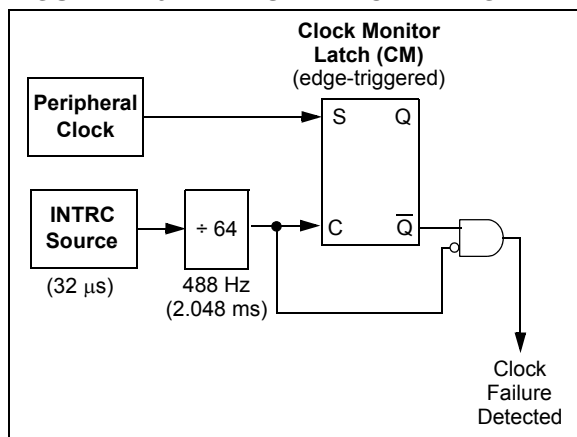 Clock Monitor
Latch (CM)
(edge-triggered)
Peripheral
Clock
S Q
INTRC
Source
÷ 64
C Q̅
(32 μs)
488 Hz
(2.048 ms)
Clock
Failure
Detected